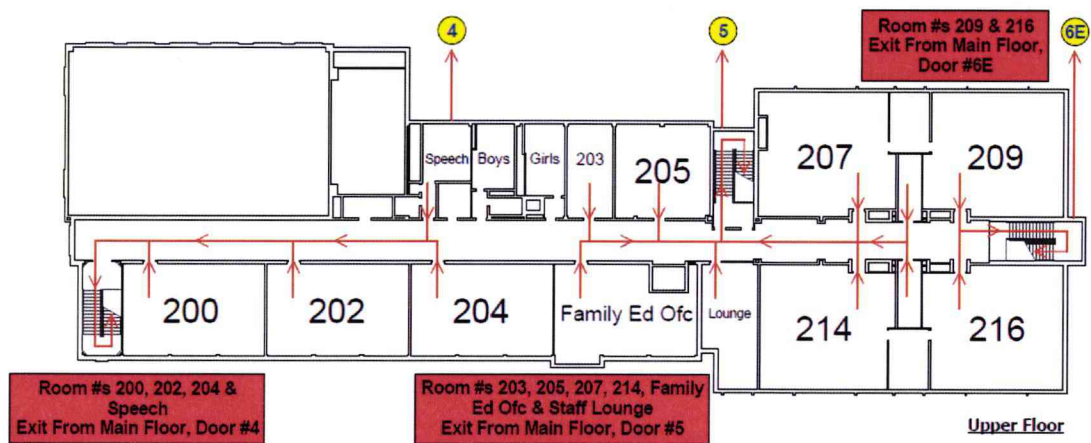 4
5
6E
Room #s 209 & 216
Exit From Main Floor,
Door #6E
Speech
Boys
Girls
203
205
207
209
200
202
204
Family Ed Ofc
Lounge
214
216
Room #s 200, 202, 204 &
Speech
Exit From Main Floor, Door #4
Room #s 203, 205, 207, 214, Family
Ed Ofc & Staff Lounge
Exit From Main Floor, Door #5
Upper Floor